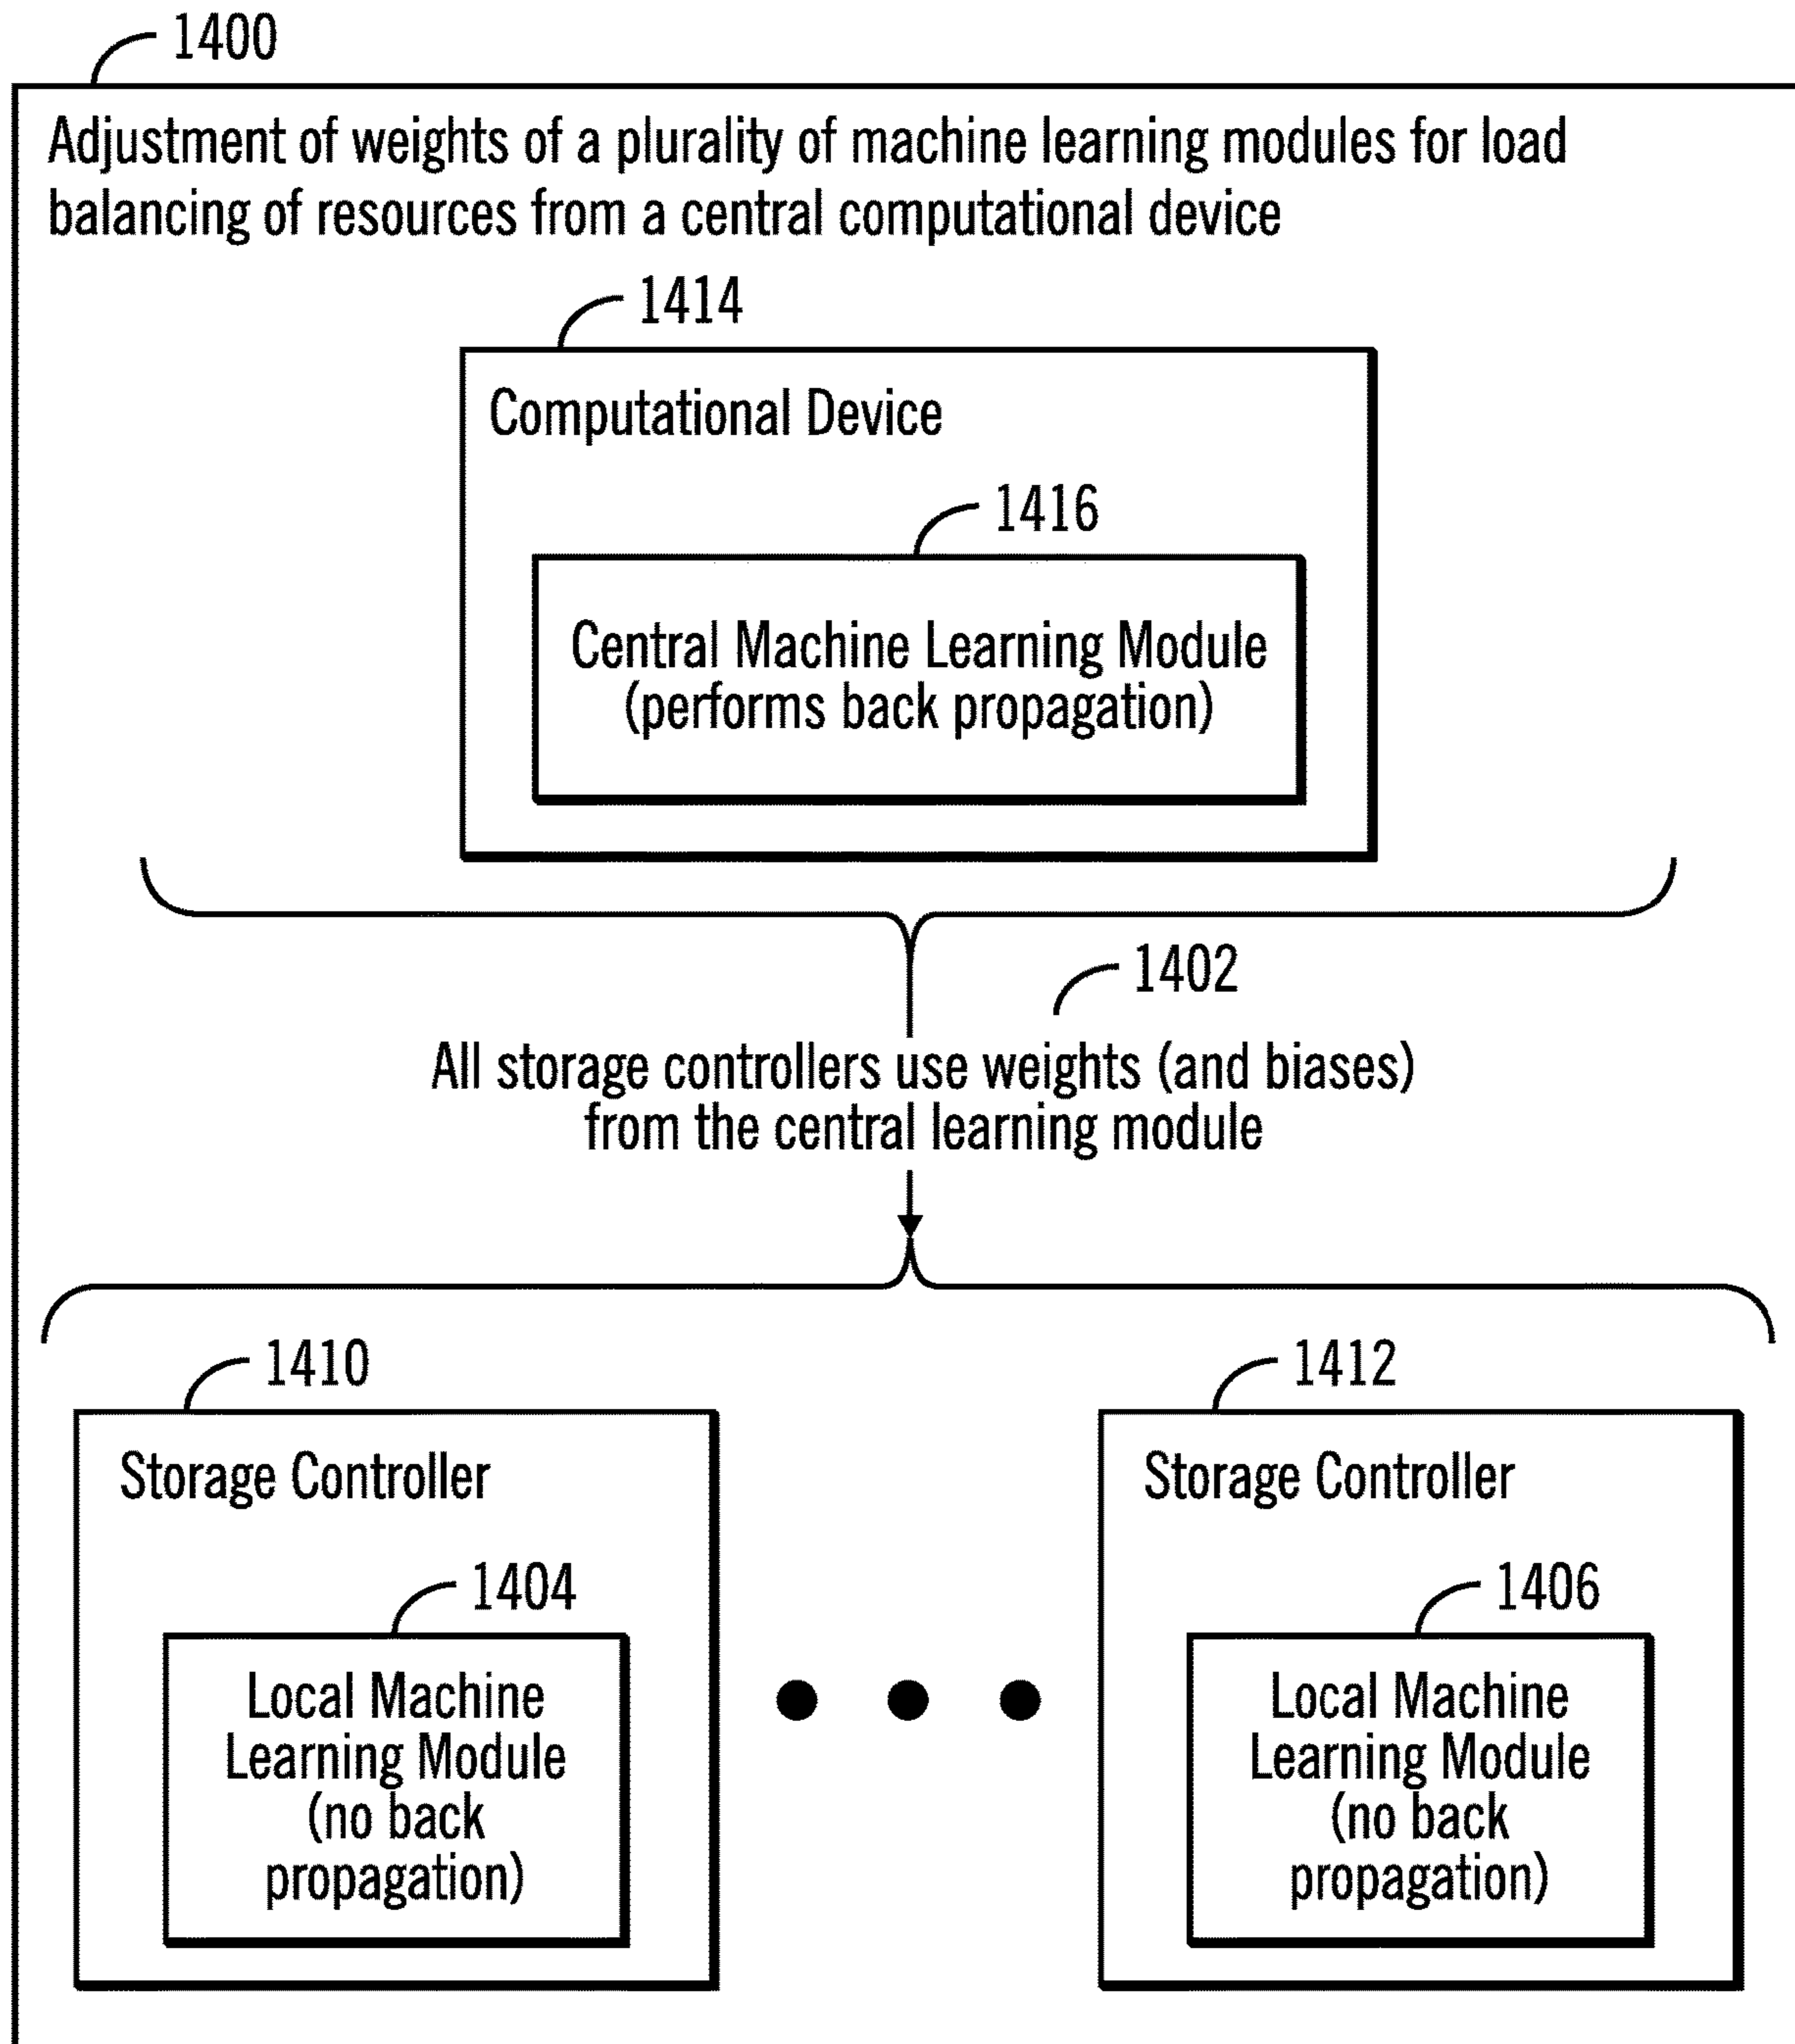 1400
Adjustment of weights of a plurality of machine learning modules for load
balancing of resources from a central computational device
1414
Computational Device
1416
Central Machine Learning Module
(performs back propagation)
1402
All storage controllers use weights (and biases)
from the central learning module
1410
Storage Controller
1404
Local Machine
Learning Module
(no back
propagation)
1412
Storage Controller
1406
Local Machine
Learning Module
(no back
propagation)